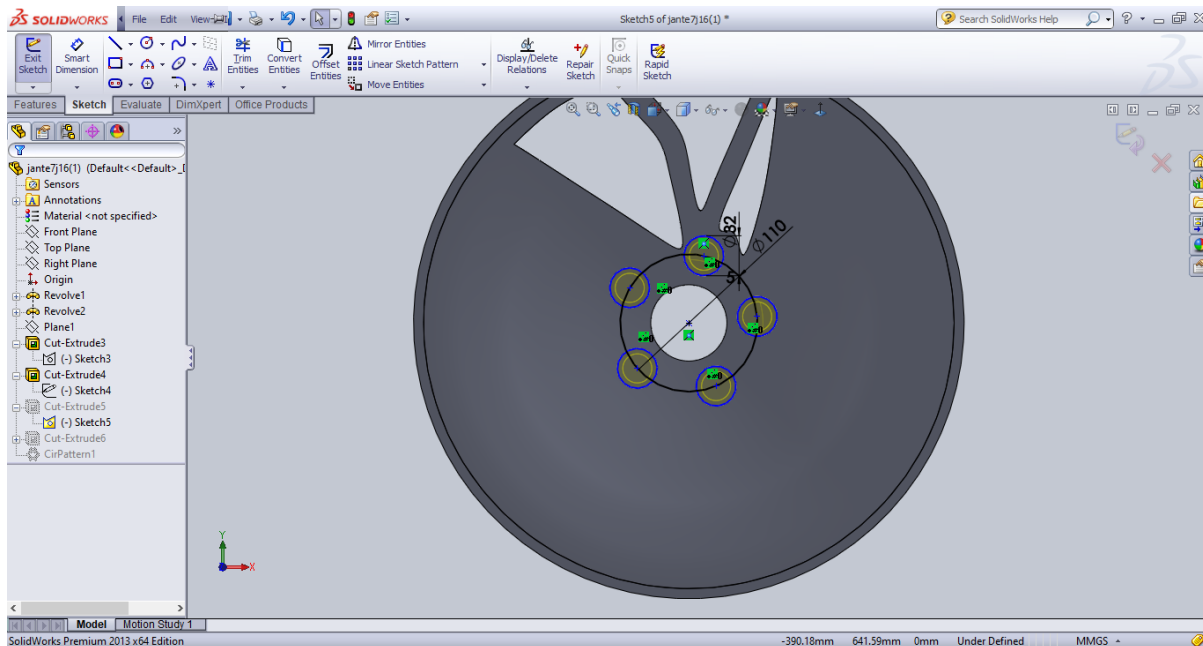 SOLIDWORKS File Edit View Sketch5 of jante7j16(1) * Search SolidWorks Help
Exit Sketch Smart Dimension Trim Entities Convert Entities Offset Entities Mirror Entities Linear Sketch Pattern Move Entities Display/Delete Relations Repair Sketch Quick Snaps Rapid Sketch
Features Sketch Evaluate DimXpert Office Products
jante7j16(1) (Default<<Default>_D
Sensors
Annotations
Material <not specified>
Front Plane
Top Plane
Right Plane
Origin
Revolve1
Revolve2
Plane1
Cut-Extrude3
(-) Sketch3
Cut-Extrude4
(-) Sketch4
Cut-Extrude5
(-) Sketch5
Cut-Extrude6
CirPattern1
Ø110
5
Y
X
Model Motion Study 1
SolidWorks Premium 2013 x64 Edition -390.18mm 641.59mm 0mm Under Defined MMGS